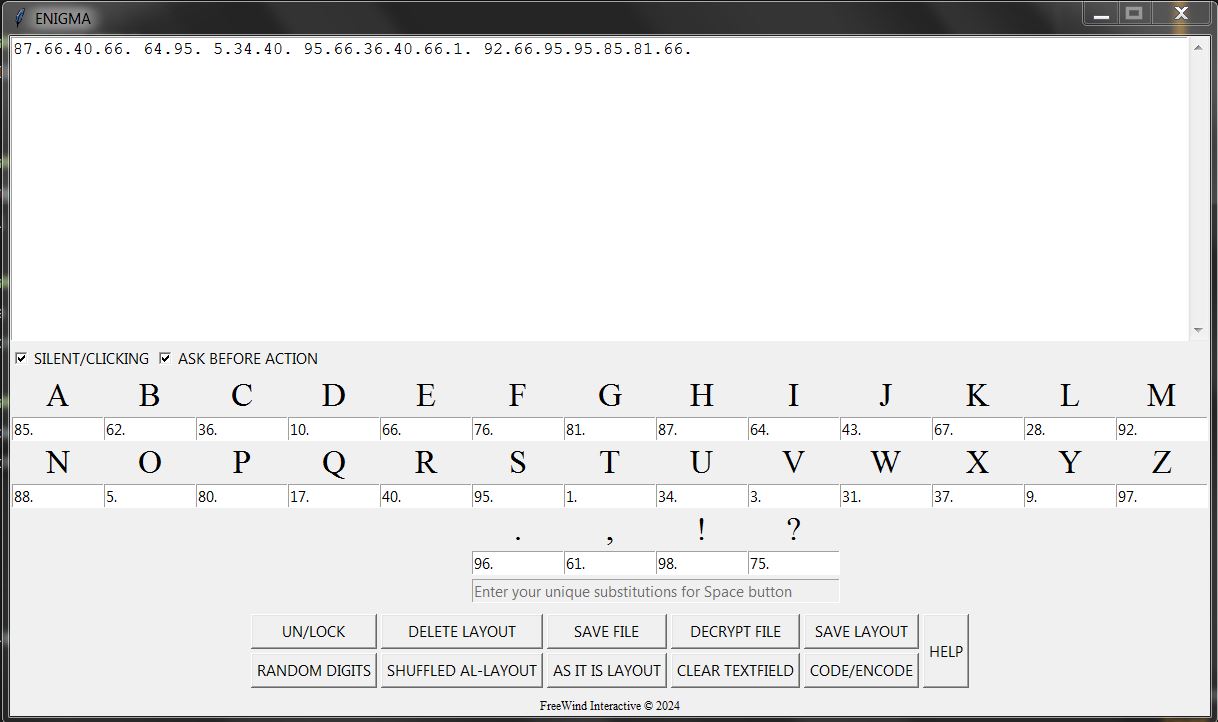 ENIGMA
87.66.40.66. 64.95. 5.34.40. 95.66.36.40.66.1. 92.66.95.95.85.81.66.
SILENT/CLICKING ASK BEFORE ACTION
A B C D E F G H I J K L M
85. 62. 36. 10. 66. 76. 81. 87. 64. 43. 67. 28. 92.
N O P Q R S T U V W X Y Z
88. 5. 80. 17. 40. 95. 1. 34. 3. 31. 37. 9. 97.
. , ! ?
96. 61. 98. 75.
Enter your unique substitutions for Space button
UN/LOCK DELETE LAYOUT SAVE FILE DECRYPT FILE SAVE LAYOUT HELP
RANDOM DIGITS SHUFFLED AL-LAYOUT AS IT IS LAYOUT CLEAR TEXTFIELD CODE/ENCODE
FreeWind Interactive © 2024